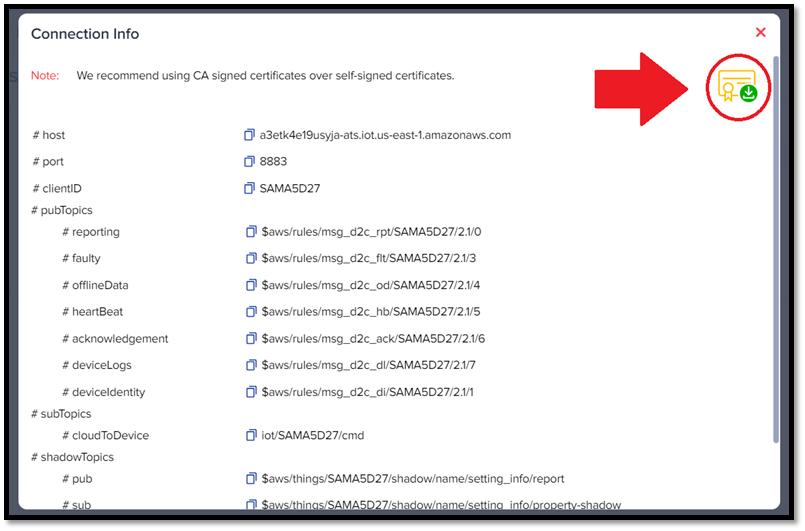 Connection Info
Note: We recommend using CA signed certificates over self-signed certificates.
# host a3etk4e19usyja-ats.iot.us-east-1.amazonaws.com
# port 8883
# clientID SAMA5D27
# pubTopics
# reporting $aws/rules/msg_d2c_rpt/SAMA5D27/2.1/0
# faulty $aws/rules/msg_d2c_flt/SAMA5D27/2.1/3
# offlineData $aws/rules/msg_d2c_od/SAMA5D27/2.1/4
# heartBeat $aws/rules/msg_d2c_hb/SAMA5D27/2.1/5
# acknowledgement $aws/rules/msg_d2c_ack/SAMA5D27/2.1/6
# deviceLogs $aws/rules/msg_d2c_dl/SAMA5D27/2.1/7
# deviceIdentity $aws/rules/msg_d2c_di/SAMA5D27/2.1/1
# subTopics
# cloudToDevice iot/SAMA5D27/cmd
# shadowTopics
# pub $aws/things/SAMA5D27/shadow/name/setting_info/report
# sub $aws/things/SAMA5D27/shadow/name/setting_info/property-shadow